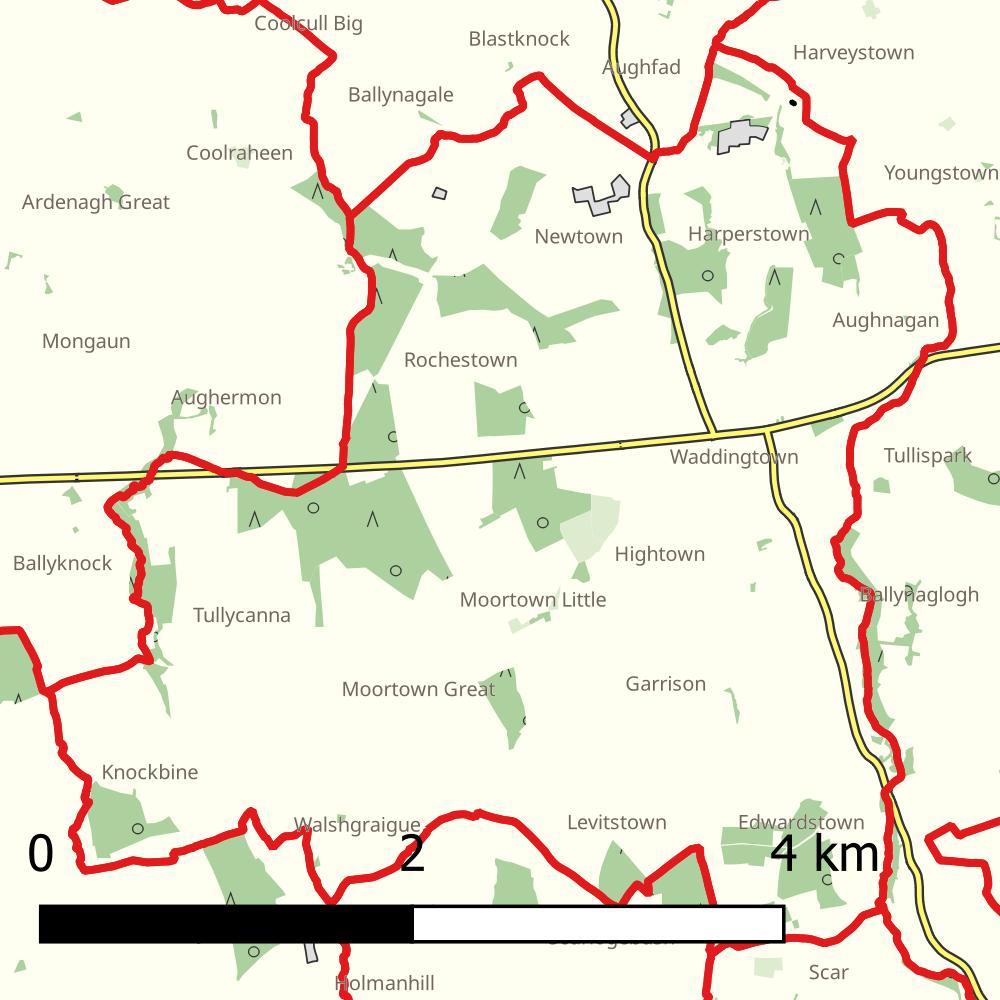 Coolcull Big
Blastknock
Harveystown
Aughfad
Ballynagale
Coolraheen
Youngstown
Ardenagh Great
Newtown
Harperstown
Aughnagan
Mongaun
Rochestown
Aughermon
Waddingtown
Tullispark
Ballyknock
Hightown
Moortown Little
Ballynaglogh
Tullycanna
Garrison
Moortown Great
Knockbine
Walshgraigue
Levitstown
Edwardstown
0 2 4 km
Scar
Holmanhill